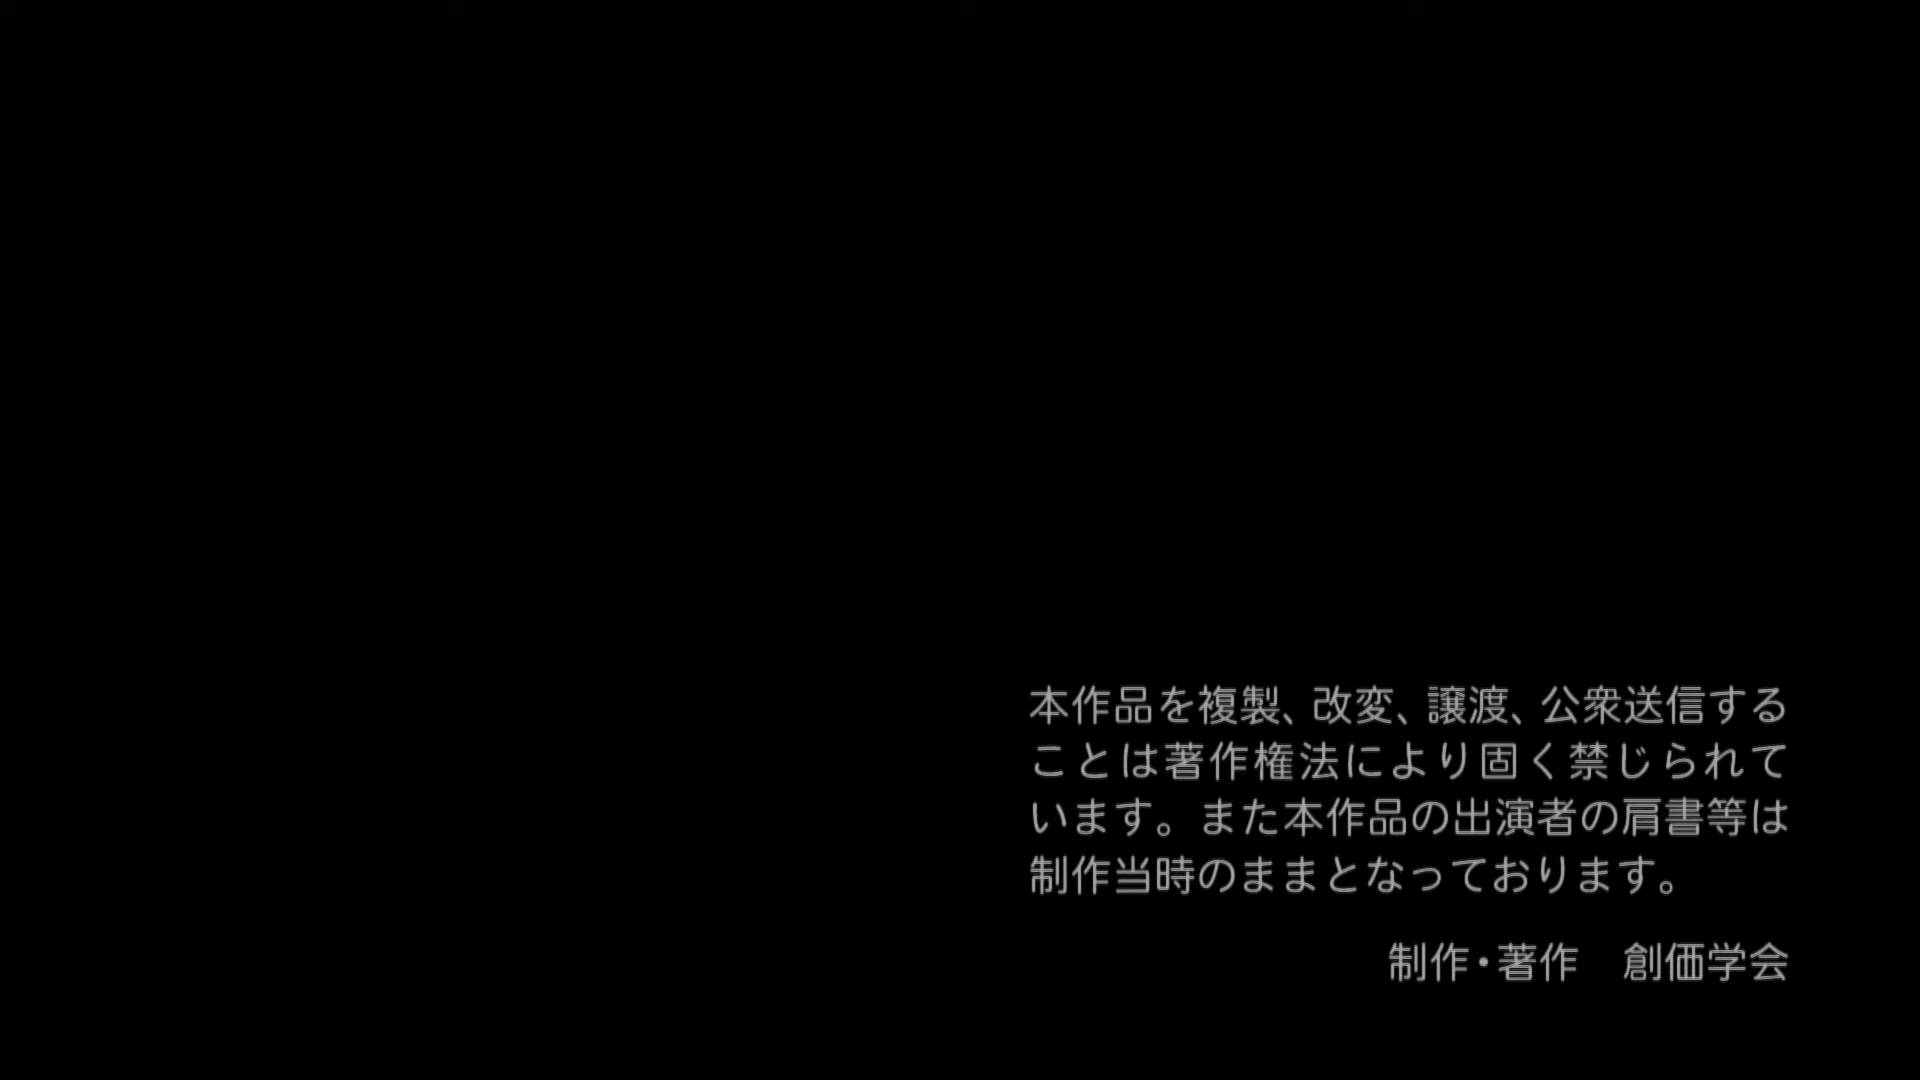 本作品を複製、改変、譲渡、公衆送信する
ことは著作権法により固く禁じられて
います。また本作品の出演者の肩書等は
制作当時のままとなっております。
制作・著作　創価学会